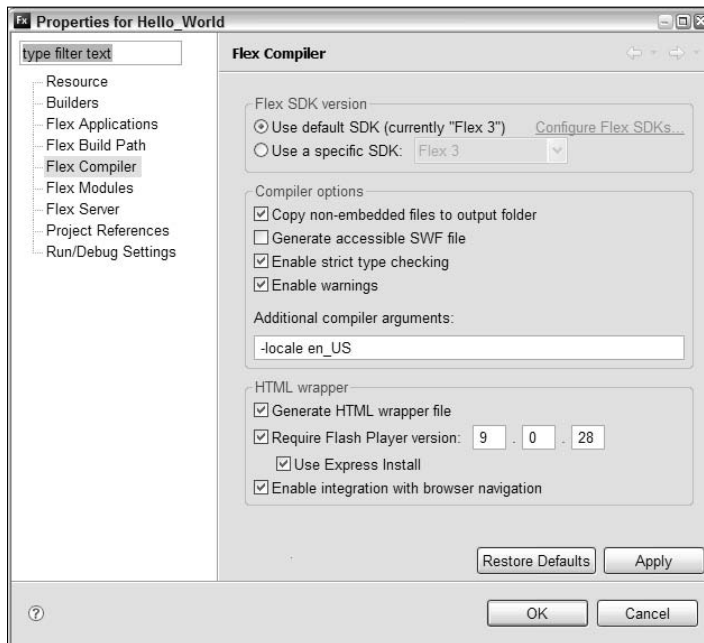 Fx Properties for Hello_World
type filter text
Resource
Builders
Flex Applications
Flex Build Path
Flex Compiler
Flex Modules
Flex Server
Project References
Run/Debug Settings
Flex Compiler
Flex SDK version
Use default SDK (currently "Flex 3") Configure Flex SDKs...
Use a specific SDK: Flex 3
Compiler options
Copy non-embedded files to output folder
Generate accessible SWF file
Enable strict type checking
Enable warnings
Additional compiler arguments:
-locale en_US
HTML wrapper
Generate HTML wrapper file
Require Flash Player version: 9 . 0 . 28
Use Express Install
Enable integration with browser navigation
Restore Defaults Apply
? OK Cancel